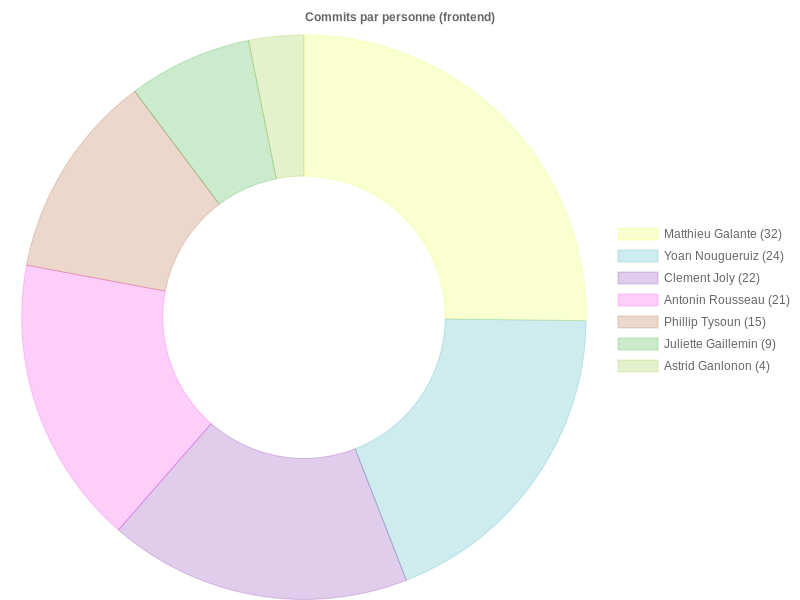 Commits par personne (frontend)
Matthieu Galante (32)
Yoan Nougueruiz (24)
Clement Joly (22)
Antonin Rousseau (21)
Phillip Tysoun (15)
Juliette Gaillemin (9)
Astrid Ganlonon (4)